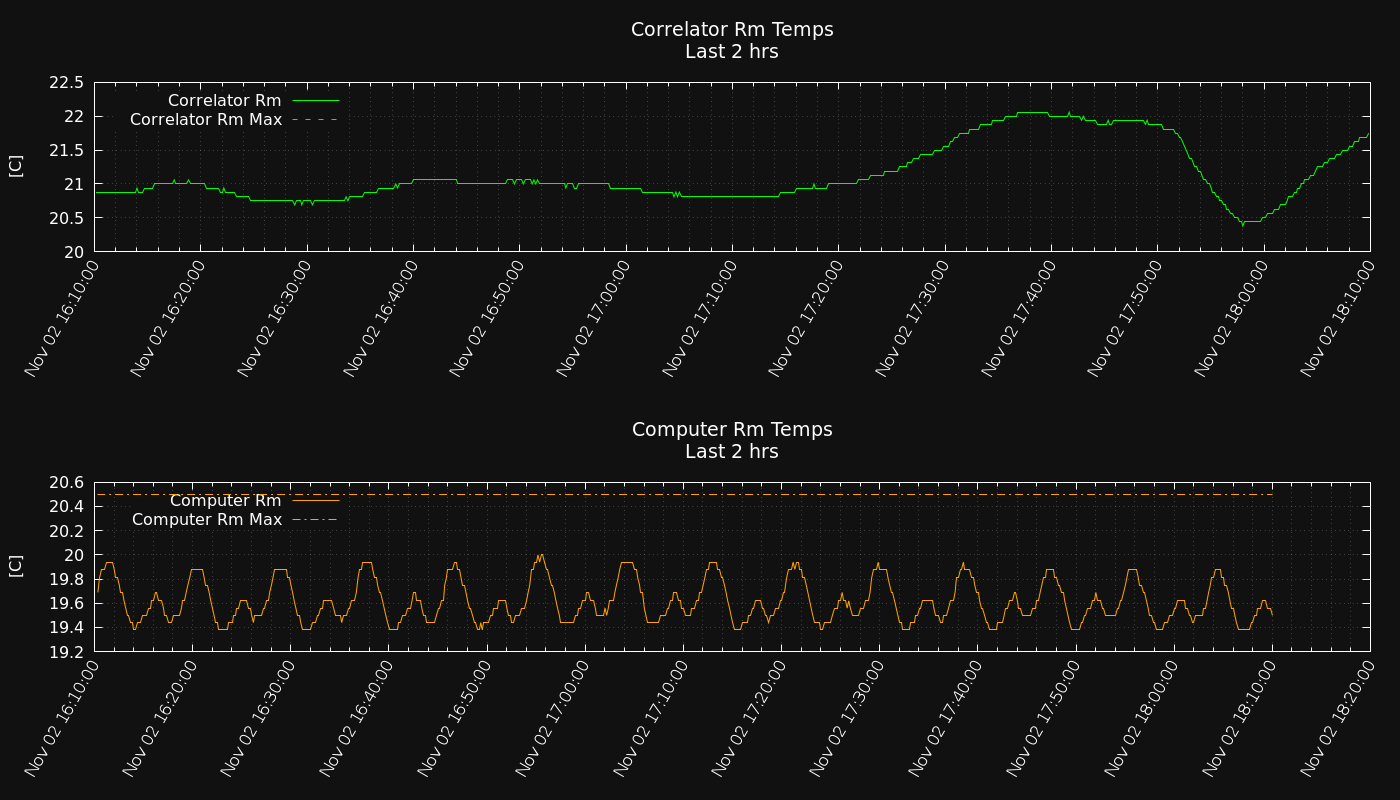 Correlator Rm Temps
Last 2 hrs
22.5
22
21.5
21
20.5
20
[C]
Correlator Rm
Correlator Rm Max
Nov 02 16:10:00
Nov 02 16:20:00
Nov 02 16:30:00
Nov 02 16:40:00
Nov 02 16:50:00
Nov 02 17:00:00
Nov 02 17:10:00
Nov 02 17:20:00
Nov 02 17:30:00
Nov 02 17:40:00
Nov 02 17:50:00
Nov 02 18:00:00
Nov 02 18:10:00
Computer Rm Temps
Last 2 hrs
20.6
20.4
20.2
20
19.8
19.6
19.4
19.2
[C]
Computer Rm
Computer Rm Max
Nov 02 16:10:00
Nov 02 16:20:00
Nov 02 16:30:00
Nov 02 16:40:00
Nov 02 16:50:00
Nov 02 17:00:00
Nov 02 17:10:00
Nov 02 17:20:00
Nov 02 17:30:00
Nov 02 17:40:00
Nov 02 17:50:00
Nov 02 18:00:00
Nov 02 18:10:00
Nov 02 18:20:00